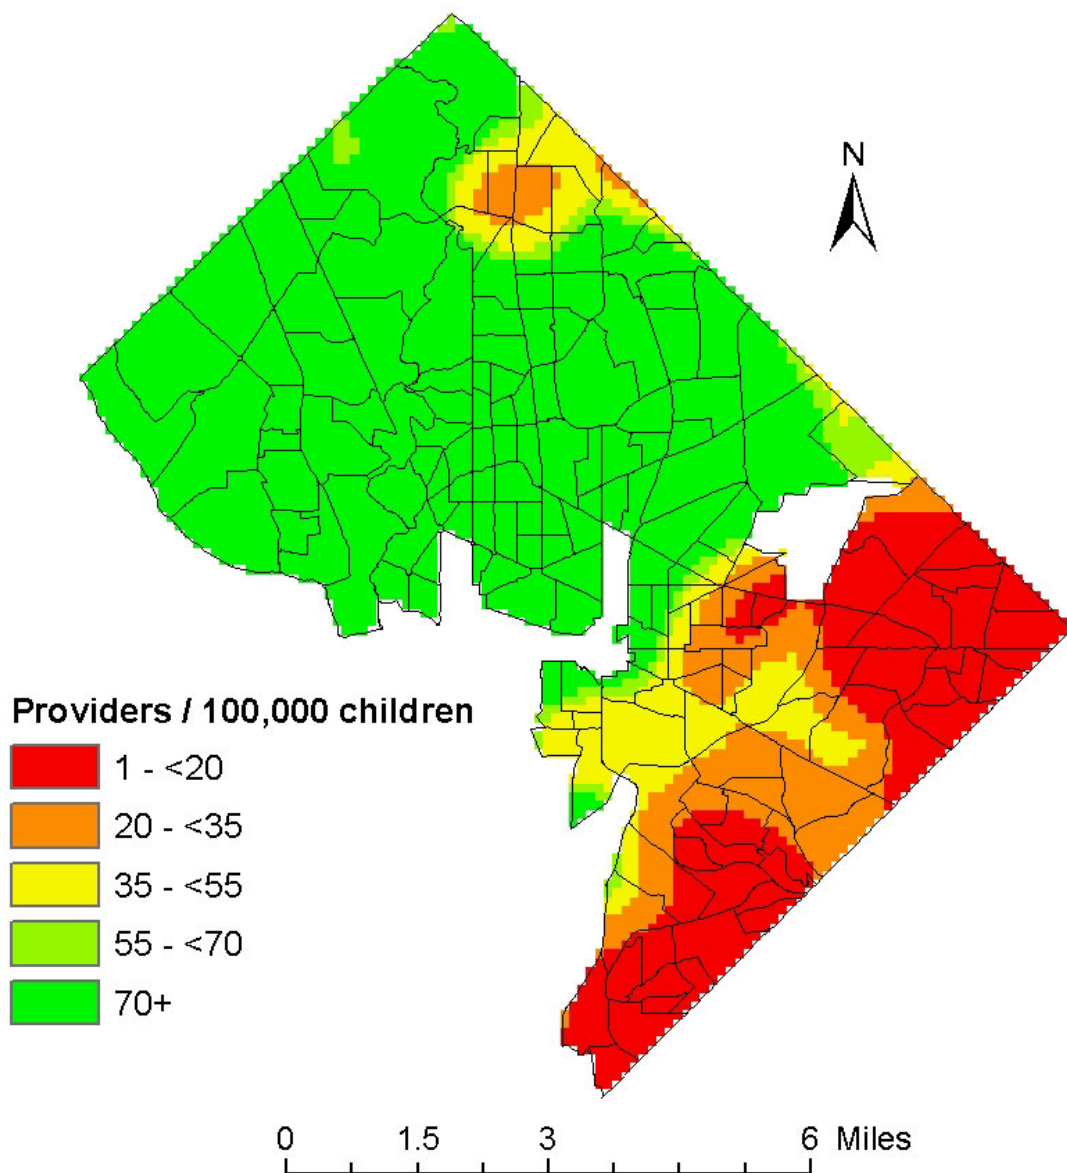 N
Providers / 100,000 children
1 - <20
20 - <35
35 - <55
55 - <70
70+
0 1.5 3 6 Miles